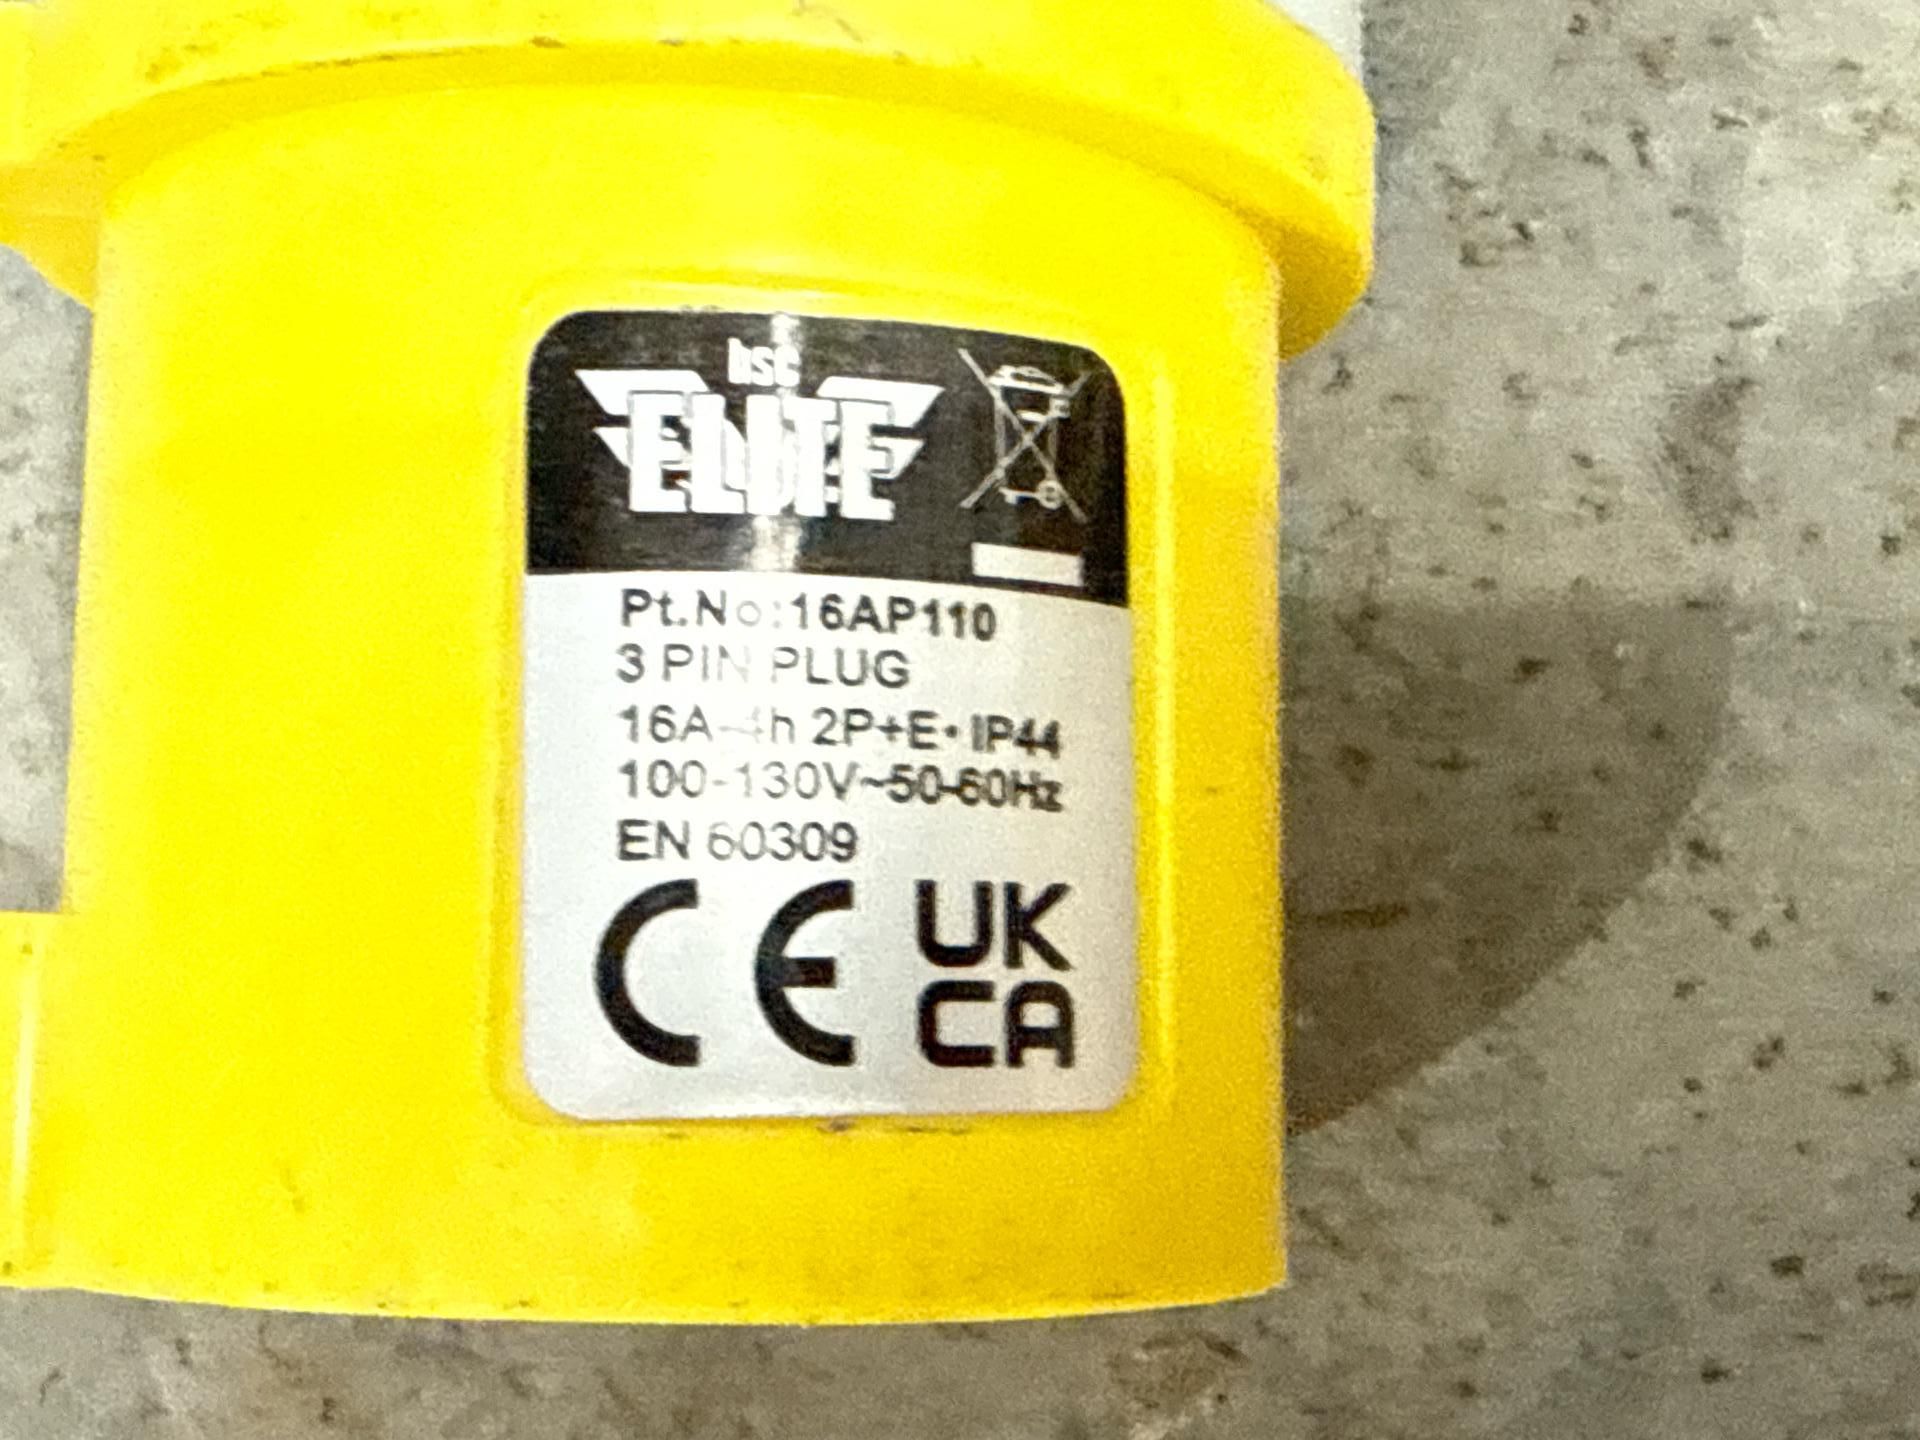 bsc
ELITE
Pt.No:16AP110
3 PIN PLUG
16A-4h 2P+E• IP44
100-130V~50-60Hz
EN 60309
CE
UK
CA